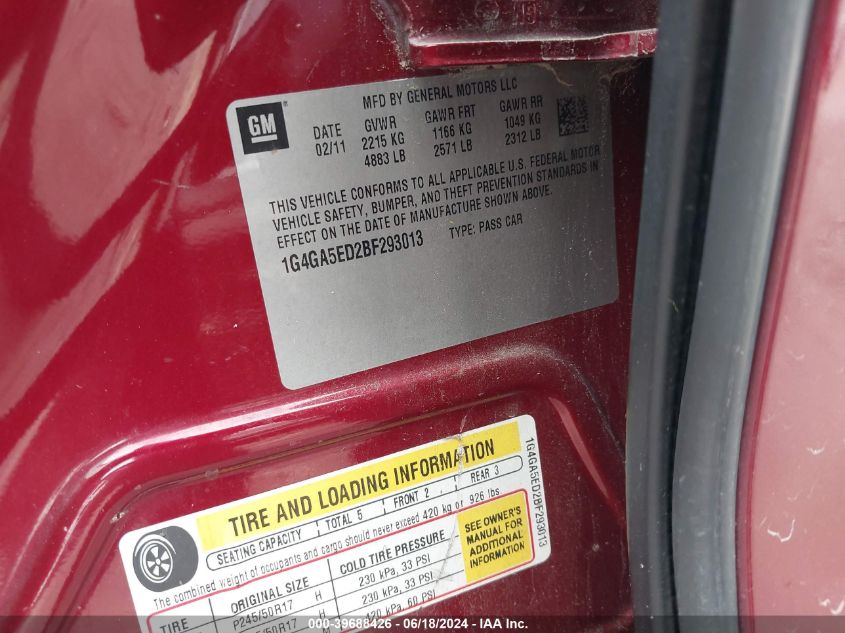 GM
MFD BY GENERAL MOTORS LLC
DATE GVWR GAWR FRT GAWR RR
02/11 2215 KG 1166 KG 1049 KG
4883 LB 2571 LB 2312 LB
THIS VEHICLE CONFORMS TO ALL APPLICABLE U.S. FEDERAL MOTOR
VEHICLE SAFETY, BUMPER, AND THEFT PREVENTION STANDARDS IN
EFFECT ON THE DATE OF MANUFACTURE SHOWN ABOVE.
1G4GA5ED2BF293013 TYPE: PASS CAR
TIRE AND LOADING INFORMATION
SEATING CAPACITY TOTAL 5 FRONT 2 REAR 3
The combined weight of occupants and cargo should never exceed 420 kg or 926 lbs
TIRE ORIGINAL SIZE COLD TIRE PRESSURE
P245/50R17 H 230 kPa, 33 PSI
H 230 kPa, 33 PSI
420 kPa, 60 PSI
SEE OWNER'S
MANUAL FOR
ADDITIONAL
INFORMATION
1G4GA5ED2BF293013
000-39688426 - 06/18/2024 - IAA, Inc.